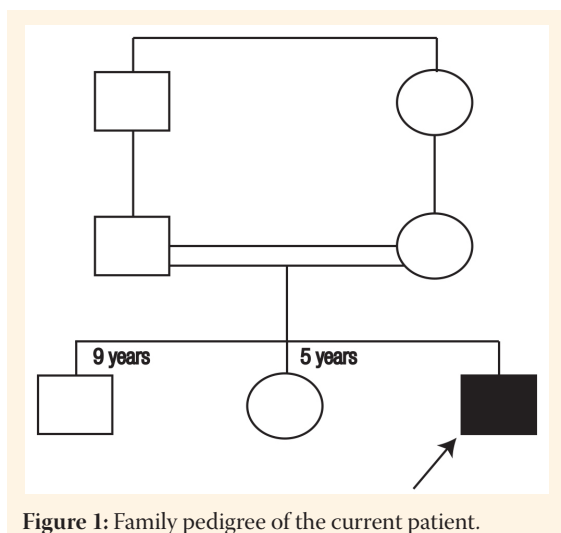 9 years
5 years
Figure 1: Family pedigree of the current patient.